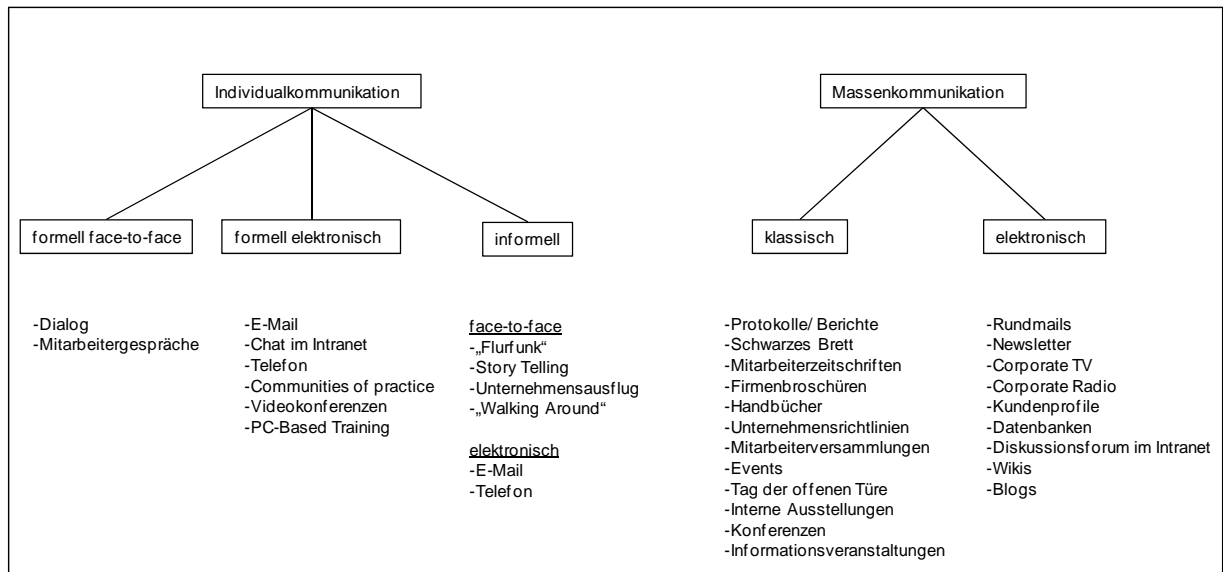 Individualkommunikation
Massenkommunikation
formell face-to-face
formell elektronisch
informell
klassisch
elektronisch
-Dialog
-Mitarbeitergespräche
-E-Mail
-Chat im Intranet
-Telefon
-Communities of practice
-Videokonferenzen
-PC-Based Training
face-to-face
-„Flurfunk“
-Story Telling
-Unternehmensausflug
-„Walking Around“
elektronisch
-E-Mail
-Telefon
-Protokolle/ Berichte
-Schwarzes Brett
-Mitarbeiterzeitschriften
-Firmenbroschüren
-Handbücher
-Unternehmensrichtlinien
-Mitarbeiterversammlungen
-Events
-Tag der offenen Türe
-Interne Ausstellungen
-Konferenzen
-Informationsveranstaltungen
-Rundmails
-Newsletter
-Corporate TV
-Corporate Radio
-Kundenprofile
-Datenbanken
-Diskussionsforum im Intranet
-Wikis
-Blogs